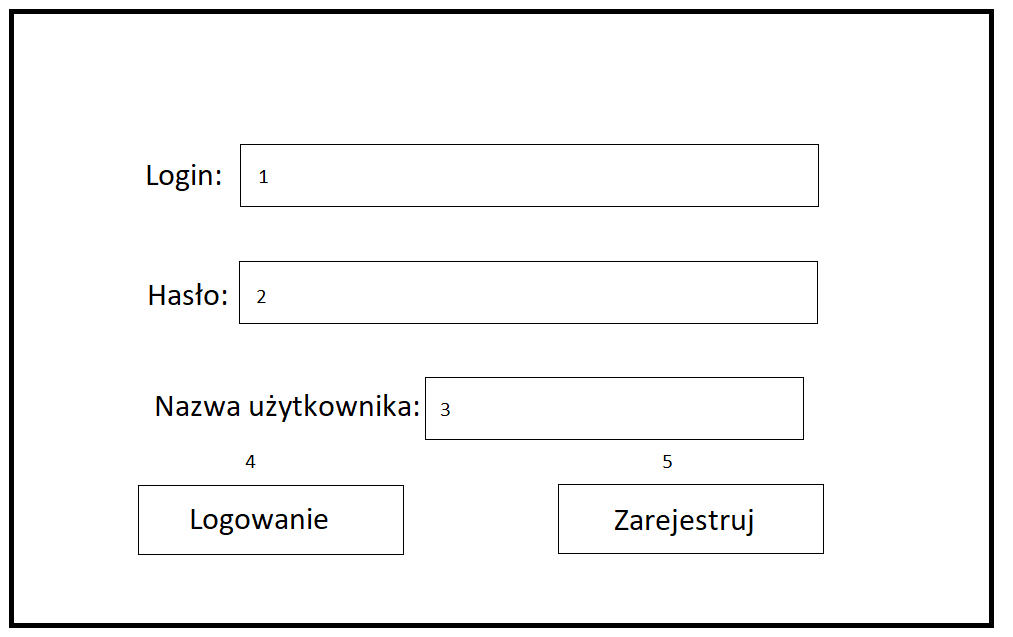 Login: 1
Hasło: 2
Nazwa użytkownika: 3
4 5
Logowanie Zarejestruj